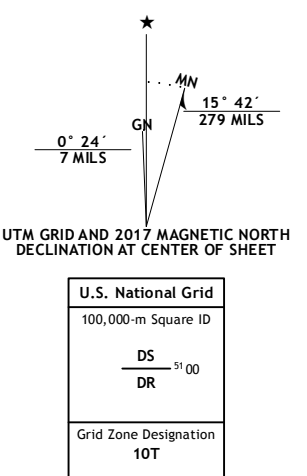 ★
MN
15° 42´
279 MILS
GN
0° 24´
7 MILS
UTM GRID AND 2017 MAGNETIC NORTH
DECLINATION AT CENTER OF SHEET
U.S. National Grid
100,000-m Square ID
DS
51 00
DR
Grid Zone Designation
10T